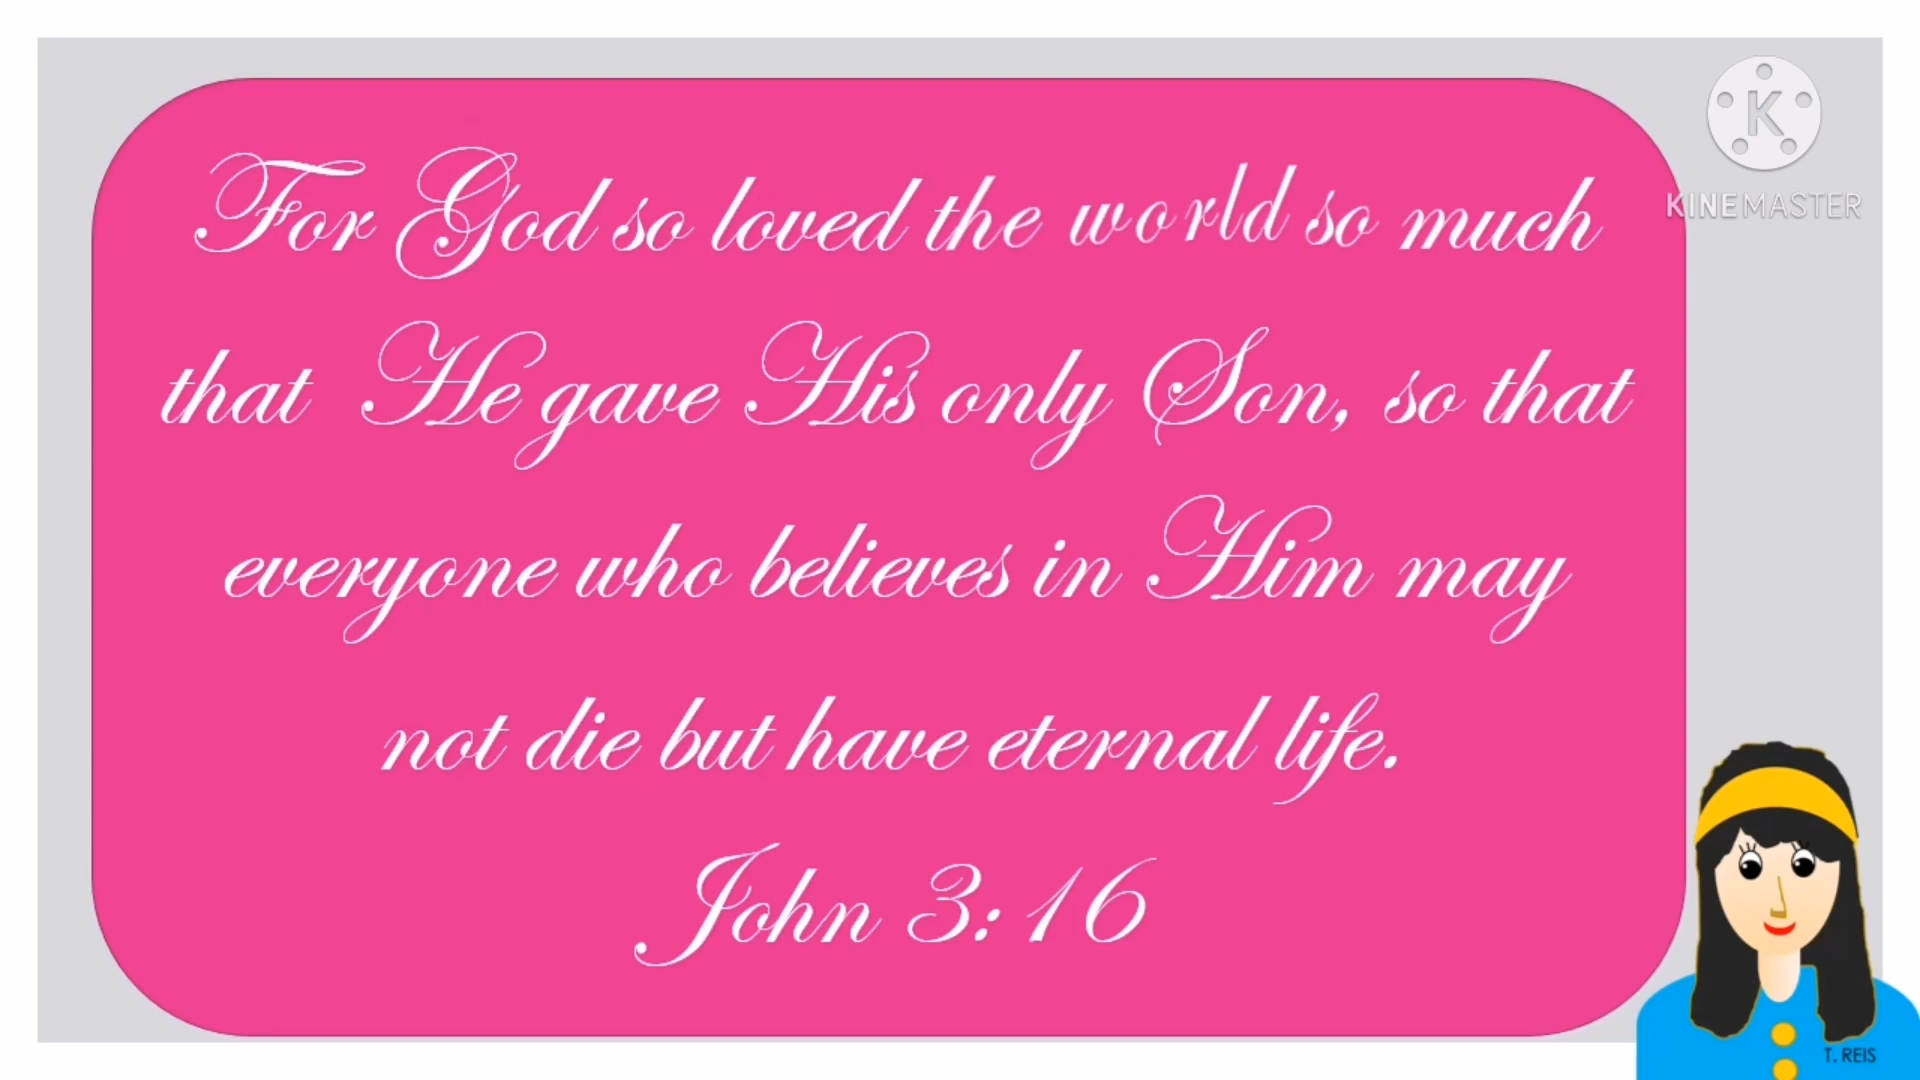 For God so loved the world so much
that He gave His only Son, so that
everyone who believes in Him may
not die but have eternal life.
John 3:16
K
KINEMASTER
T. REIS